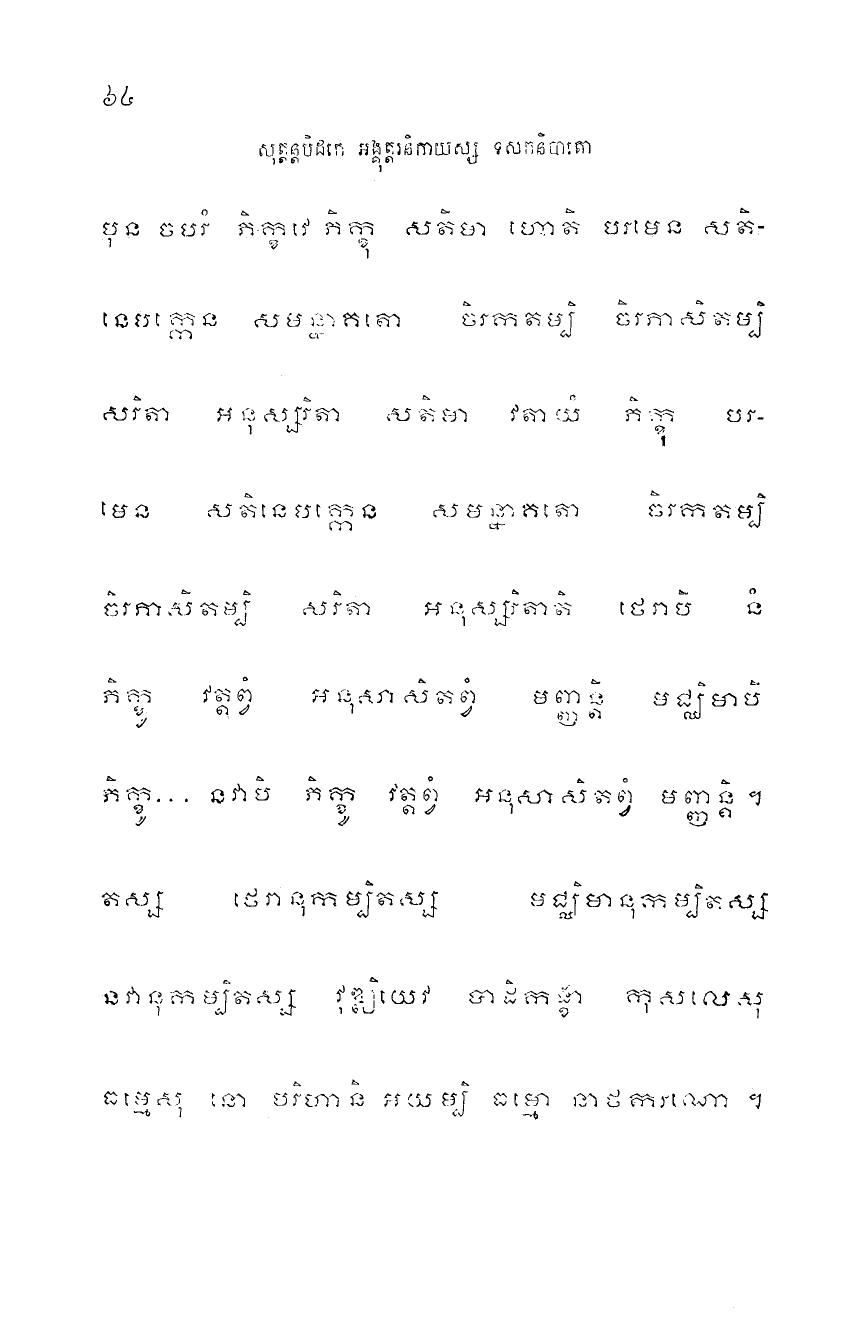 ៦៤
សុត្តន្តបិដកេ អង្គុត្តរនិកាយស្ស ទសកនិបាតោ
បុន ចបរំ ភិក្ខវេ ភិក្ខុ សតិមា ហោតិ បរមេន សតិ-
នេបក្កេន សមន្នាគតោ ចិរកតម្បិ ចិរភាសិតម្បិ
សរិតា អនុស្សរិតា សតិមា វតាយំ ភិក្ខុ បរ-
មេន សតិនេបក្កេន សមន្នាគតោ ចិរកតម្បិ
ចិរភាសិតម្បិ សរិតា អនុស្សរិតាតិ ថេរាបិ នំ
ភិក្ខូ វត្តព្វំ អនុសាសិតព្វំ មញ្ញន្តិ មជ្ឈិមាបិ
ភិក្ខូ... នវាបិ ភិក្ខូ វត្តព្វំ អនុសាសិតព្វំ មញ្ញន្តិ ។
តស្ស ថេរានុកម្បិតស្ស មជ្ឈិមានុកម្បិតស្ស
នវានុកម្បិតស្ស វុឌ្ឍិយេវ បាដិកង្ខា កុសលេសុ
ធម្មេសុ នោ បរិហានិ អយម្បិ ធម្មោ នាថករណោ ។